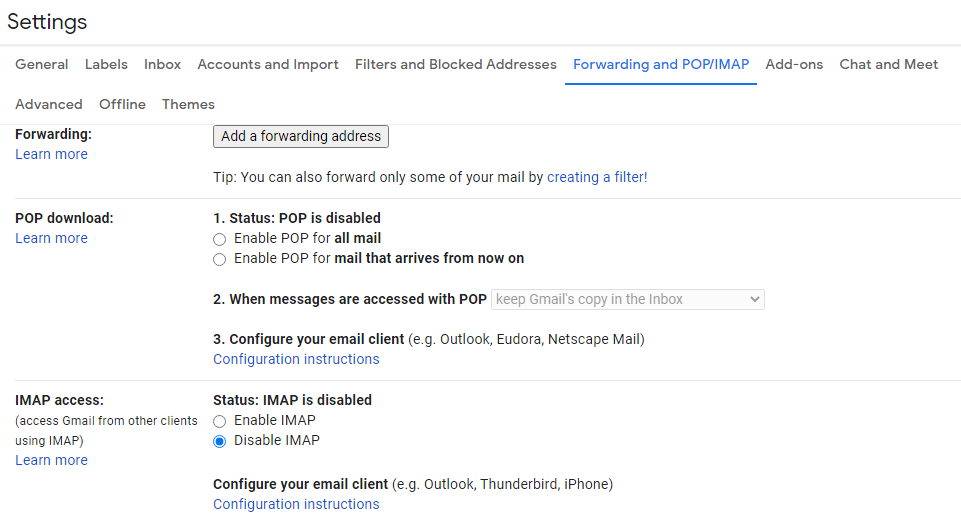 Settings
General Labels Inbox Accounts and Import Filters and Blocked Addresses Forwarding and POP/IMAP Add-ons Chat and Meet
Advanced Offline Themes
Forwarding: Add a forwarding address
Learn more
Tip: You can also forward only some of your mail by creating a filter!
POP download: 1. Status: POP is disabled
Learn more Enable POP for all mail
Enable POP for mail that arrives from now on
2. When messages are accessed with POP keep Gmail's copy in the Inbox
3. Configure your email client (e.g. Outlook, Eudora, Netscape Mail)
Configuration instructions
IMAP access: Status: IMAP is disabled
(access Gmail from other clients Enable IMAP
using IMAP) Disable IMAP
Learn more
Configure your email client (e.g. Outlook, Thunderbird, iPhone)
Configuration instructions